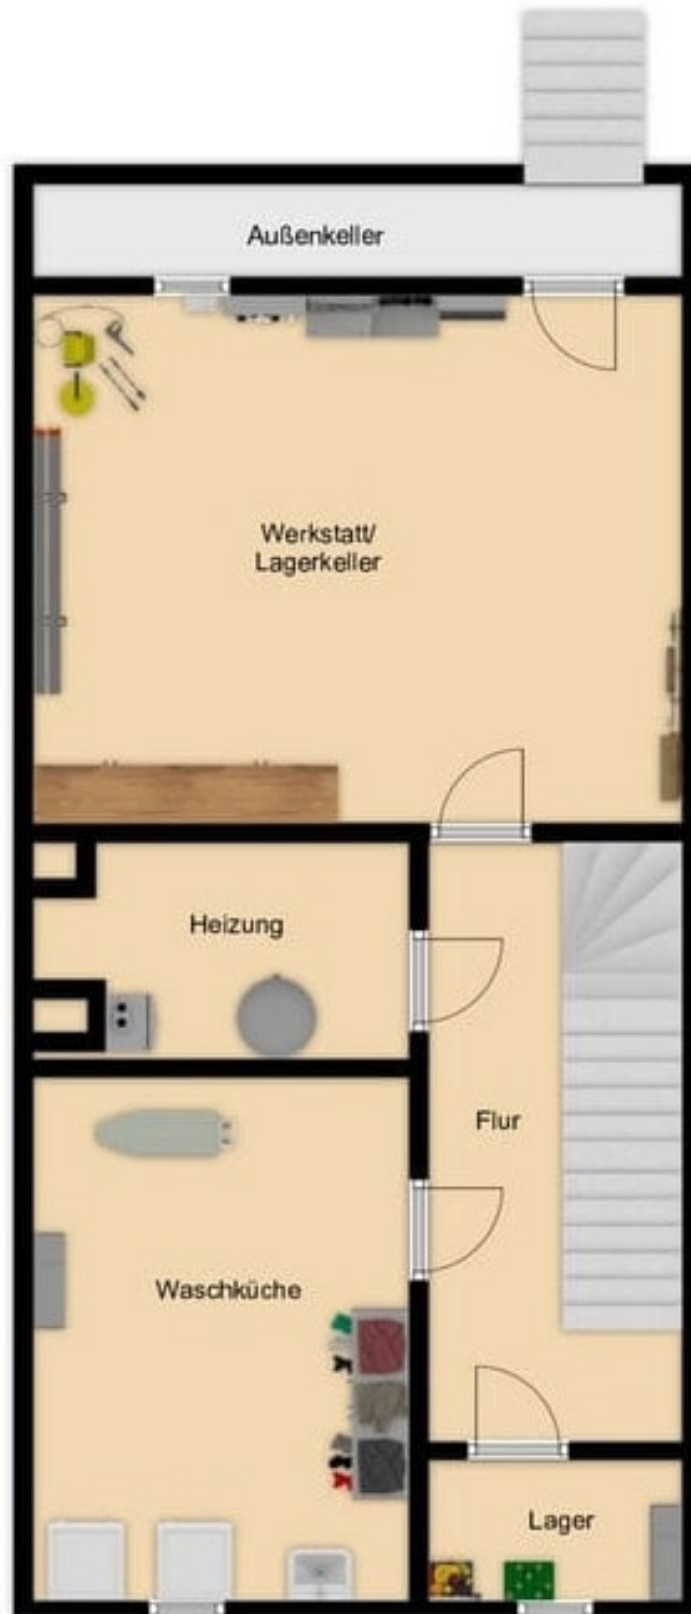 Außenkeller
Werkstatt/
Lagerkeller
Heizung
Flur
Waschküche
Lager